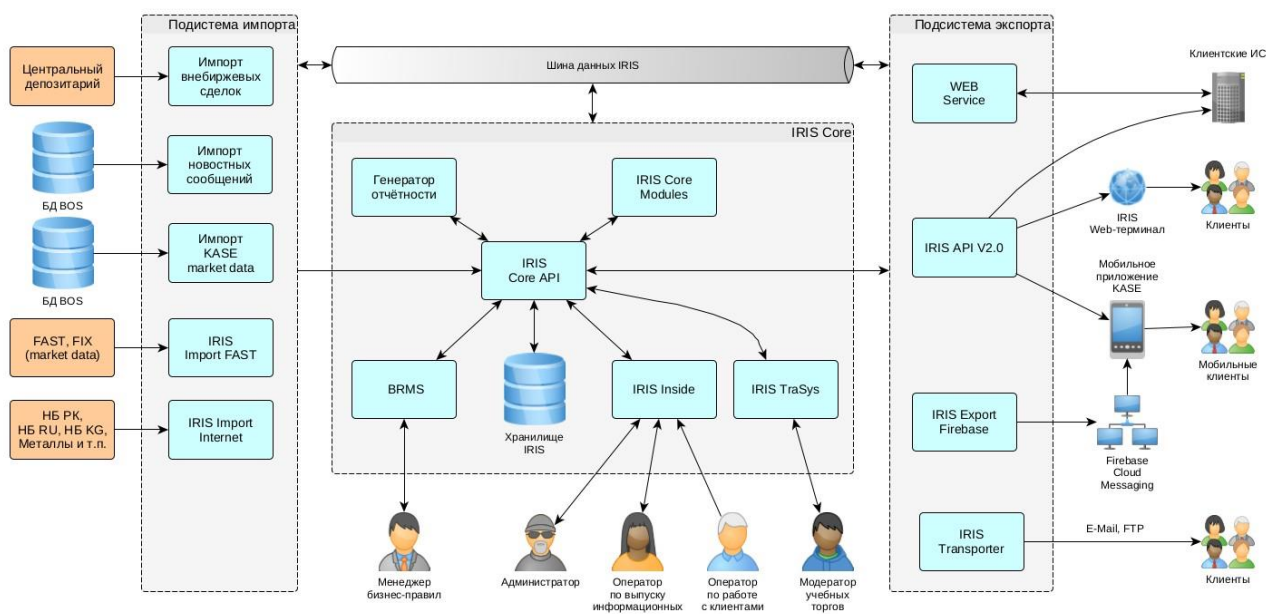 Подистема импорта
Подсистема экспорта
Центральный
депозитарий
Импорт
внебиржевых
сделок
Шина данных IRIS
WEB
Service
Клиентские ИС
IRIS Core
БД BOS
Импорт
новостных
сообщений
Генератор
отчётности
IRIS Core
Modules
IRIS
Web-терминал
Клиенты
БД BOS
Импорт
KASE
market data
IRIS
Core API
IRIS API V2.0
Мобильное
приложение
KASE
FAST, FIX
(market data)
IRIS
Import FAST
Мобильные
клиенты
BRMS
Хранилище
IRIS
IRIS Inside
IRIS TraSys
НБ РК,
НБ RU, НБ KG,
Металлы и т.п.
IRIS Import
Internet
IRIS Export
Firebase
Firebase
Cloud
Messaging
IRIS
Transporter
E-Mail, FTP
Клиенты
Менеджер
бизнес-правил
Администратор
Оператор
по выпуску
информационных
Оператор
по работе
с клиентами
Модератор
учебных
торгов